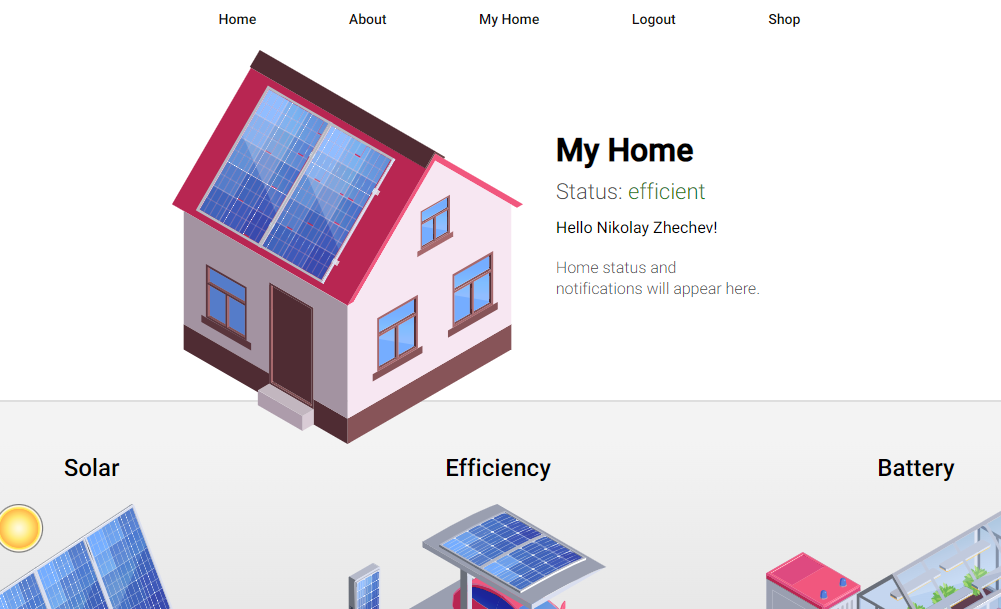 Home About My Home Logout Shop
My Home
Status: efficient
Hello Nikolay Zhechev!
Home status and
notifications will appear here.
Solar Efficiency Battery